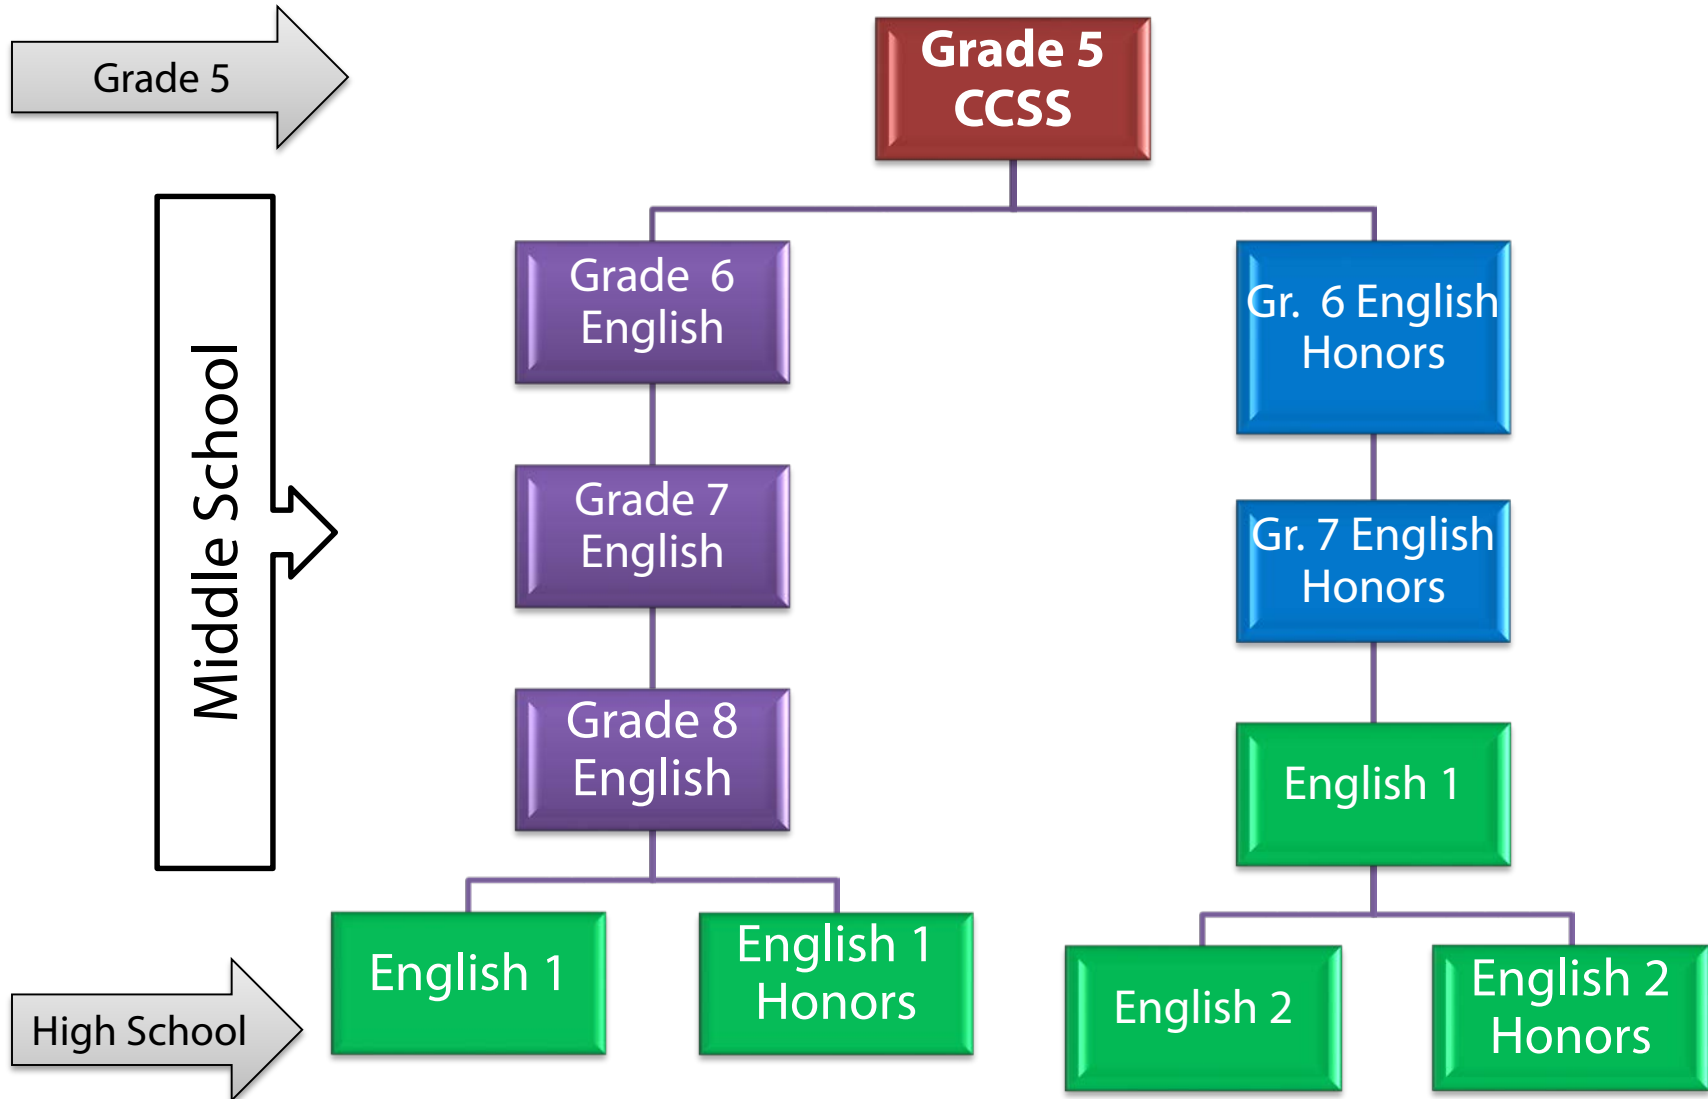 Grade 5
Grade 5
CCSS
Middle School
Grade  6
English
Gr.  6 English
Honors
Grade 7
English
Gr. 7 English
Honors
Grade 8
English
English 1
High School
English 1
English 1
Honors
English 2
English 2
Honors